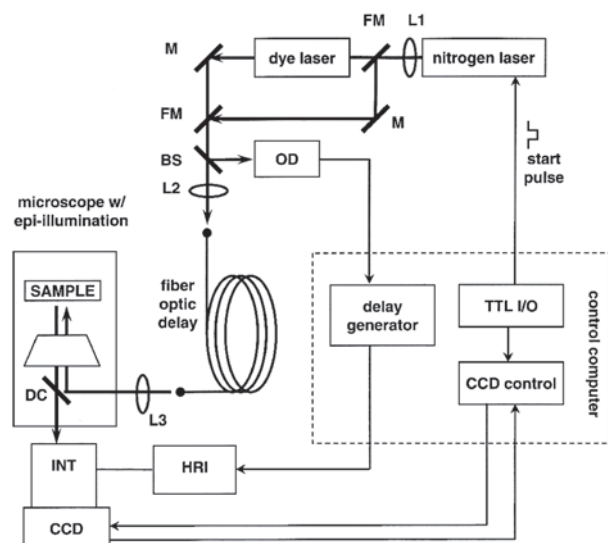 FM
L1
M
dye laser
nitrogen laser
FM
M
BS
OD
start
pulse
L2
microscope w/
epi-illumination
SAMPLE
fiber
optic
delay
delay
generator
TTL I/O
control computer
CCD control
DC
L3
INT
HRI
CCD